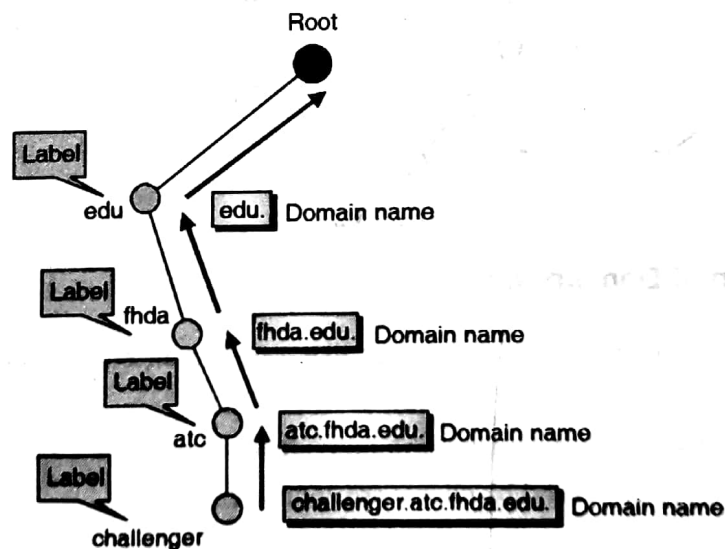 Root
Label
edu
edu. Domain name
Label
fhda
fhda.edu. Domain name
Label
atc
atc.fhda.edu. Domain name
Label
challenger
challenger.atc.fhda.edu. Domain name